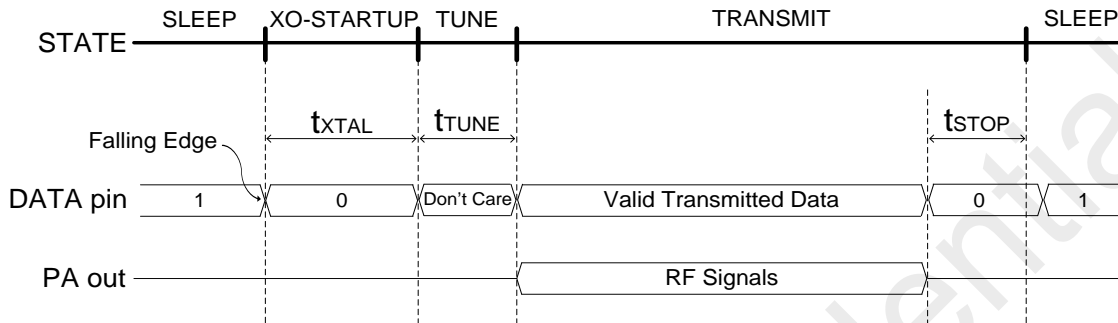 SLEEP XO-STARTUP TUNE TRANSMIT SLEEP
STATE
tXTAL tTUNE tSTOP
Falling Edge
DATA pin 1 0 Don't Care Valid Transmitted Data 0 1
PA out RF Signals